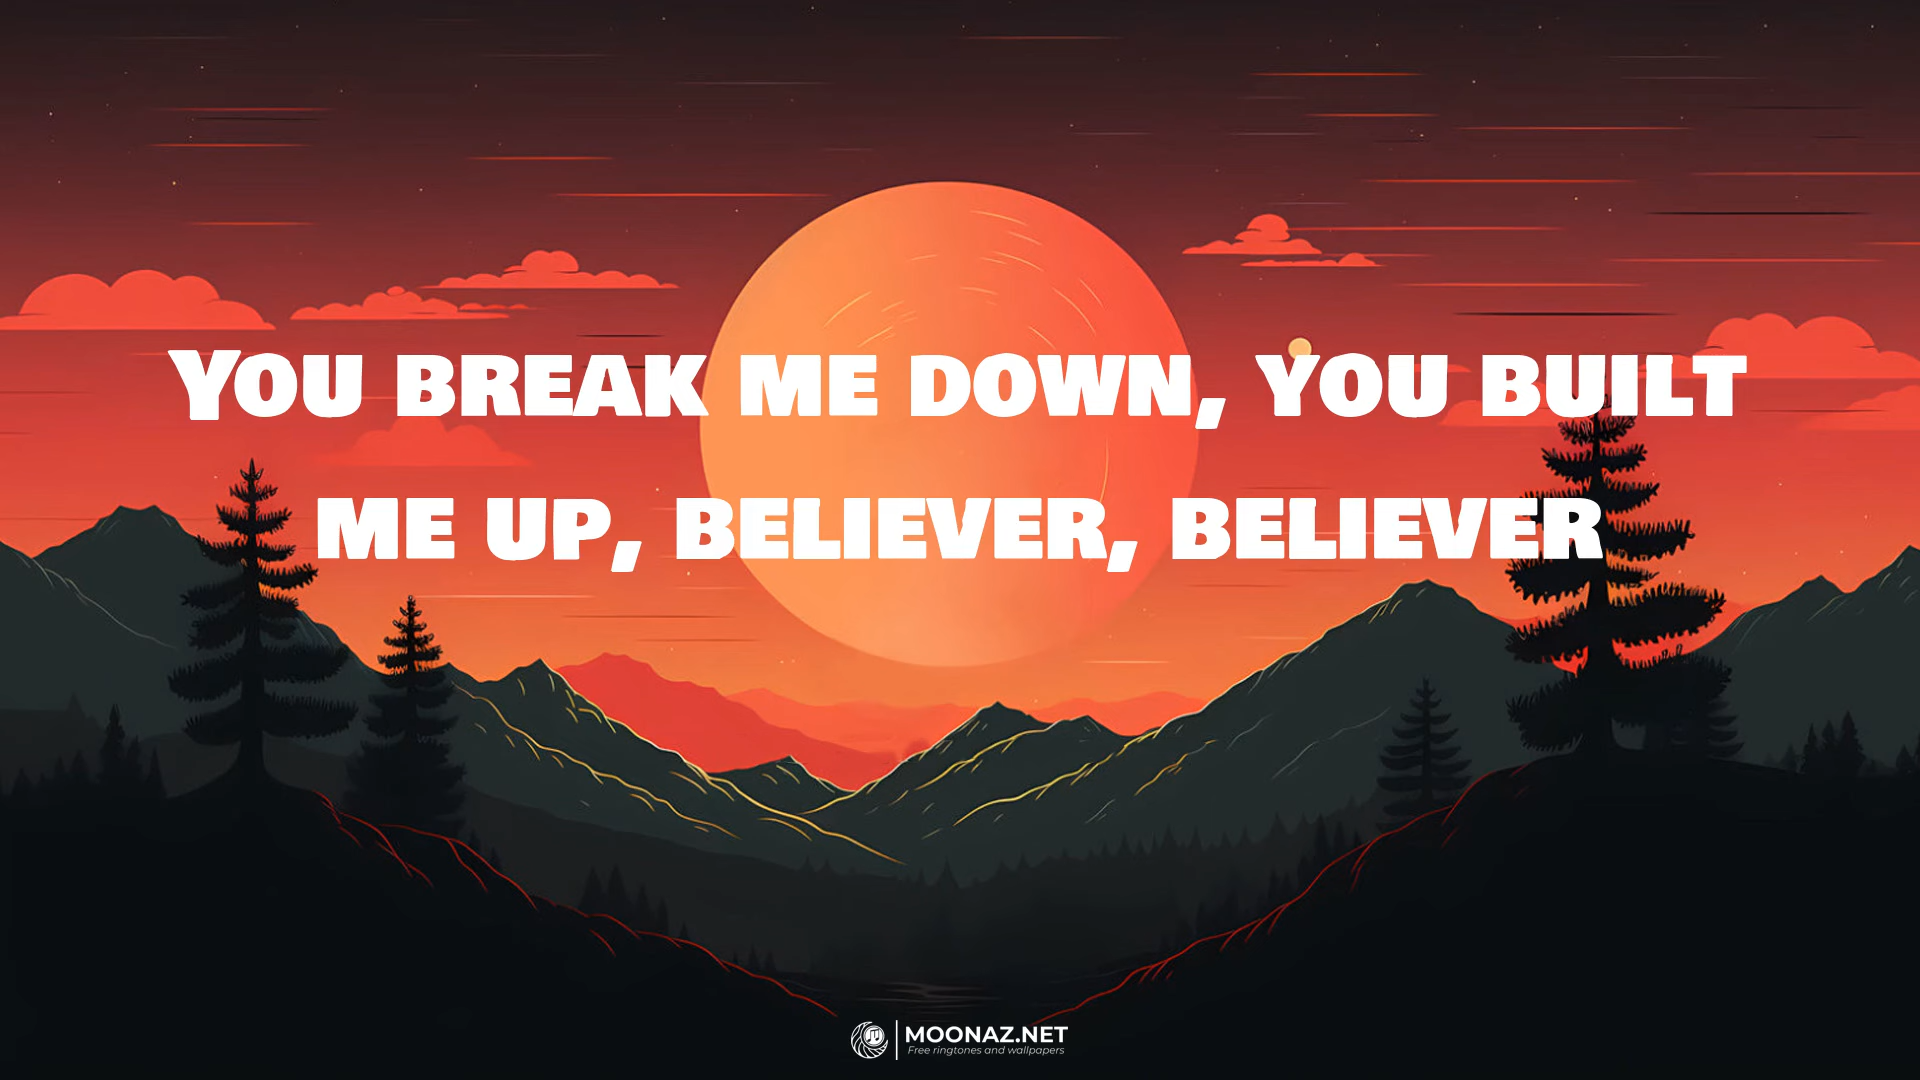 You break me down, you built
me up, believer, believer
MOONAZ.NET
Free ringtones and wallpapers